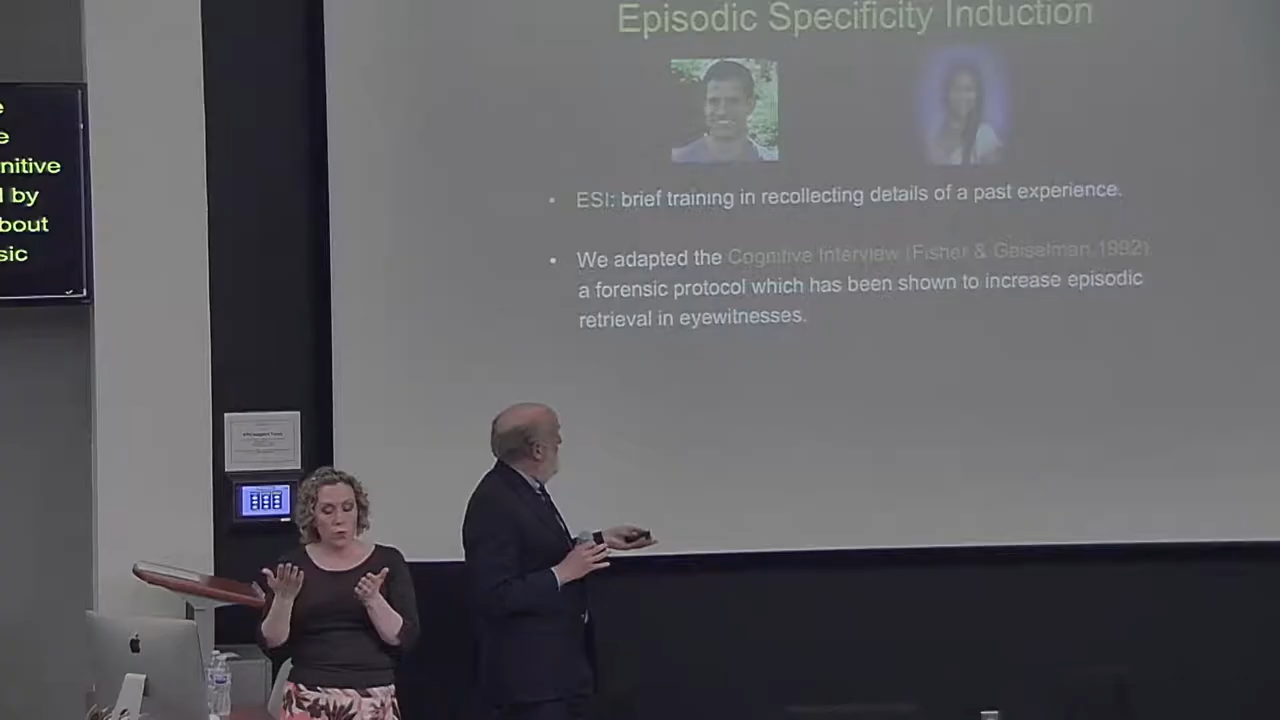 Episodic Specificity Induction
e
e
nitive
by
bout
sic
• ESI: brief training in recollecting details of a past experience.
• We adapted the Cognitive Interview (Fisher & Geiselman, 1992)
a forensic protocol which has been shown to increase episodic
retrieval in eyewitnesses.